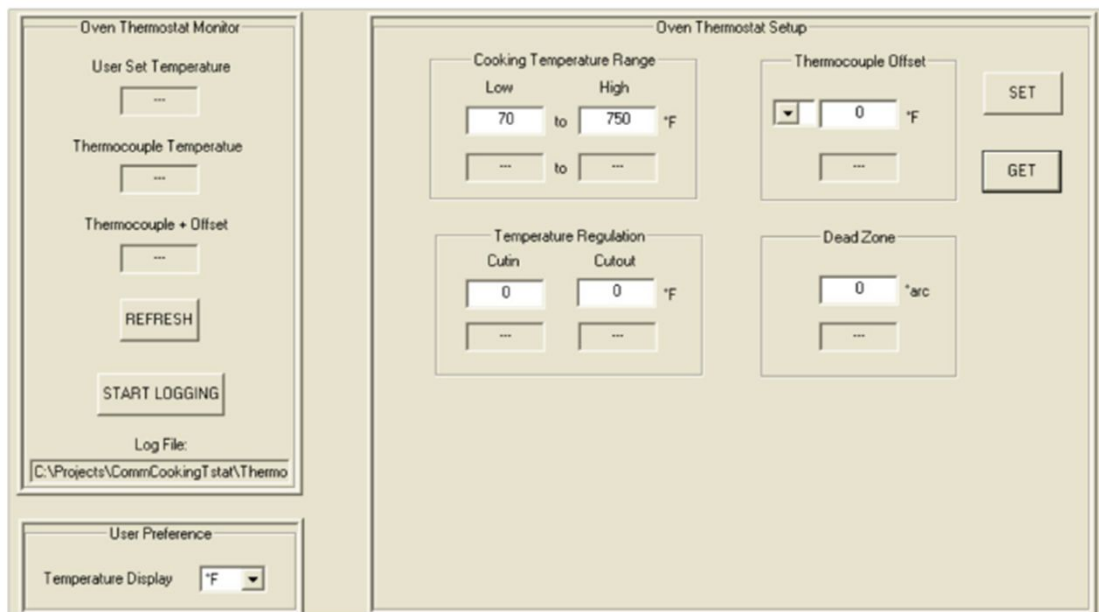 Oven Thermostat Monitor
User Set Temperature
---
Thermocouple Temperatue
---
Thermocouple + Offset
---
REFRESH
START LOGGING
Log File:
C:\Projects\CommCookingTstat\Thermo
User Preference
Temperature Display °F
Oven Thermostat Setup
Cooking Temperature Range
Low High
70 to 750 °F
--- to ---
Thermocouple Offset
0 °F
---
SET
GET
Temperature Regulation
Cutin Cutout
0 0 °F
--- ---
Dead Zone
0 °arc
---